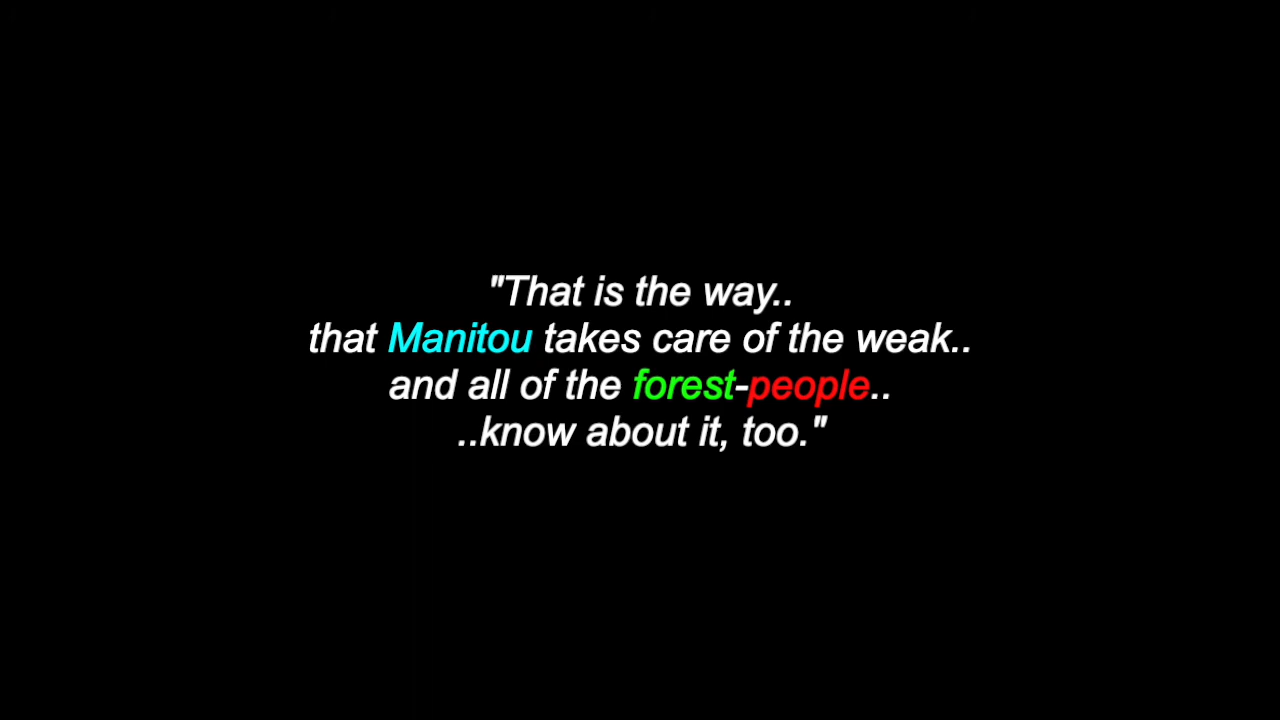 "That is the way..
that Manitou takes care of the weak..
and all of the forest-people..
..know about it, too."